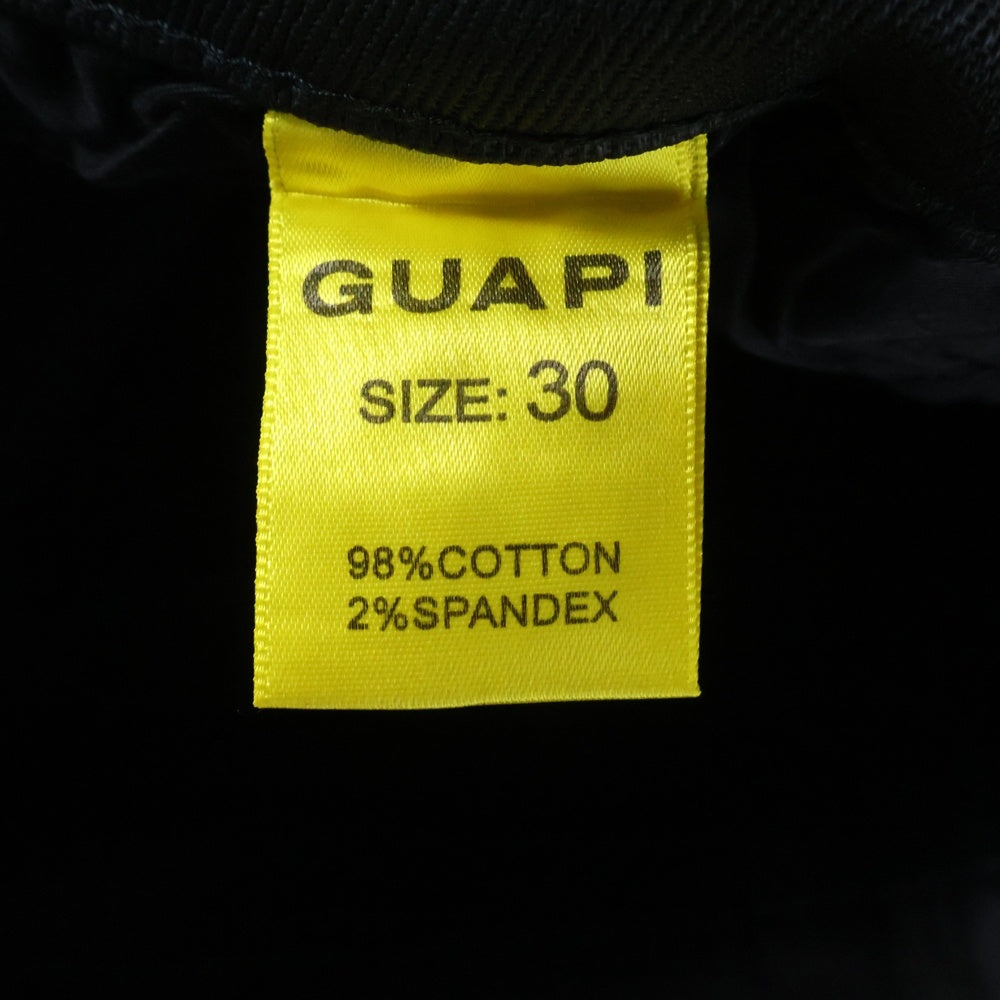 GUAPI
SIZE: 30
98%COTTON
2%SPANDEX